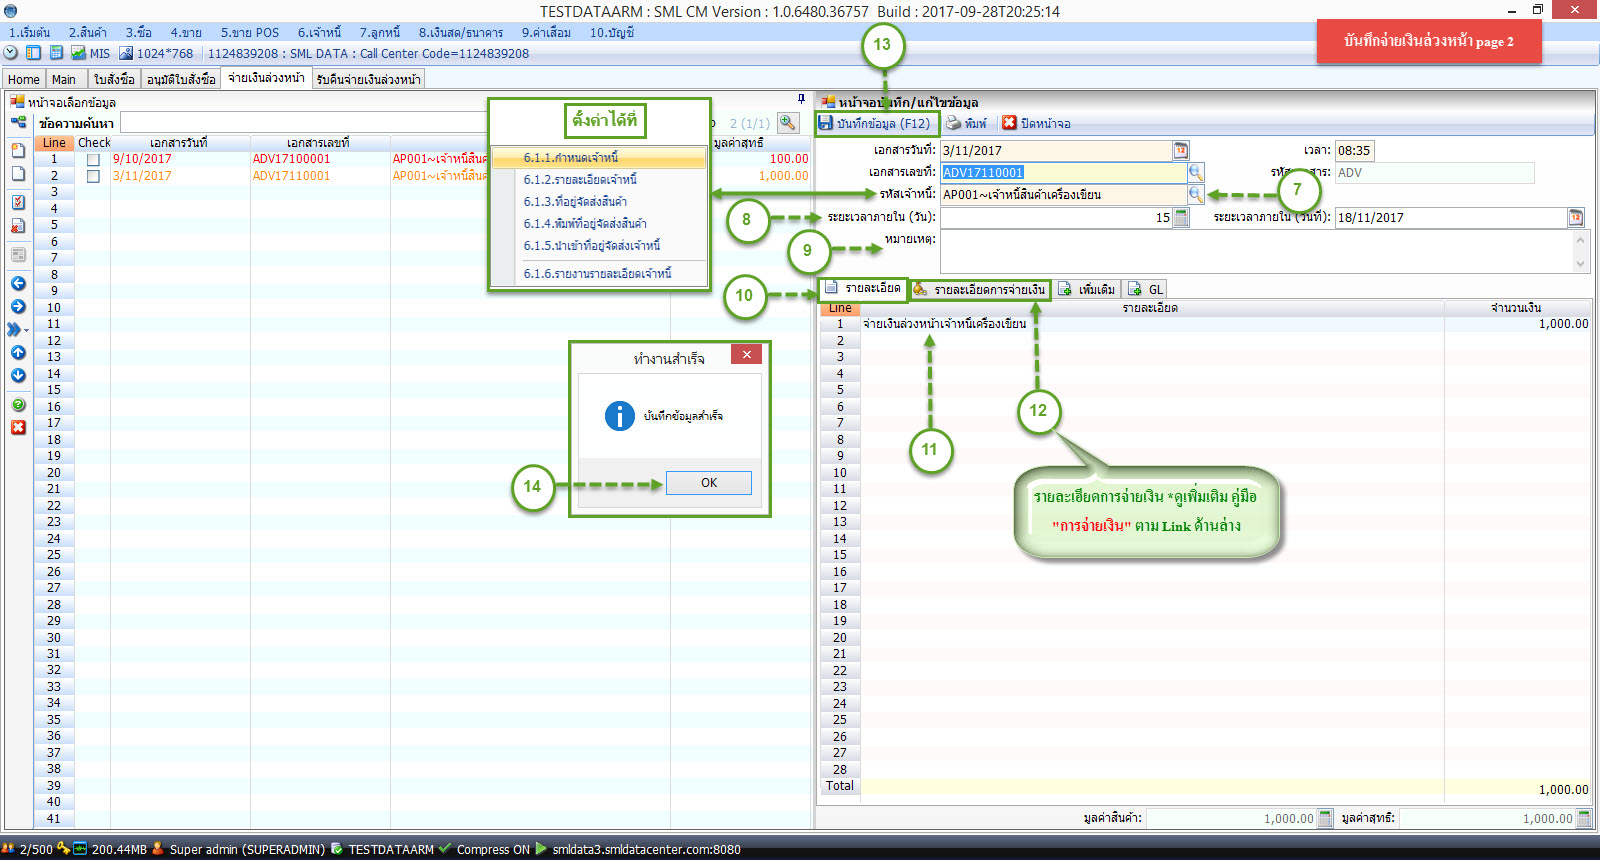 TESTDATAARM : SML CM Version : 1.0.6480.36757 Build : 2017-09-28T20:25:14
1.เริ่มต้น 2.สินค้า 3.ซื้อ 4.ขาย 5.ขาย POS 6.เจ้าหนี้ 7.ลูกหนี้ 8.เงินสด/ธนาคาร 9.ค่าเสื่อม 10.บัญชี
บันทึกจ่ายเงินล่วงหน้า page 2
MIS 1024*768 1124839208 : SML DATA : Call Center Code=1124839208
13
Home Main ใบสั่งซื้อ อนุมัติใบสั่งซื้อ จ่ายเงินล่วงหน้า รับคืนจ่ายเงินล่วงหน้า
หน้าจอเลือกข้อมูล
ข้อความค้นหา
2 (1/1)
Line Check เอกสารวันที่ เอกสารเลขที่ มูลค่าสุทธิ
1 9/10/2017 ADV17100001 AP001~เจ้าหนี้สินค้ 100.00
2 3/11/2017 ADV17110001 AP001~เจ้าหนี้สินค้ 1,000.00
3
4
5
6
7
8
9
10
11
12
13
14
15
16
17
18
19
20
21
22
23
24
25
26
27
28
29
30
31
32
33
34
35
36
37
38
39
40
41
ตั้งค่าได้ที่
6.1.1.กำหนดเจ้าหนี้
6.1.2.รายละเอียดเจ้าหนี้
6.1.3.ที่อยู่จัดส่งสินค้า
6.1.4.พิมพ์ที่อยู่จัดส่งสินค้า
6.1.5.นำเข้าที่อยู่จัดส่งเจ้าหนี้
6.1.6.รายงานรายละเอียดเจ้าหนี้
ทำงานสำเร็จ
บันทึกข้อมูลสำเร็จ
OK
14
หน้าจอบันทึก/แก้ไขข้อมูล
บันทึกข้อมูล (F12) พิมพ์ ปิดหน้าจอ
เอกสารวันที่: 3/11/2017 เวลา: 08:35
เอกสารเลขที่: ADV17110001 ADV
รหัสเจ้าหนี้: AP001~เจ้าหนี้สินค้าเครื่องเขียน
7
8
ระยะเวลาภายใน (วัน): 15 ระยะเวลาภายใน (วันที่): 18/11/2017
9
หมายเหตุ:
10
รายละเอียด รายละเอียดการจ่ายเงิน เพิ่มเติม GL
Line รายละเอียด จำนวนเงิน
1 จ่ายเงินล่วงหน้าเจ้าหนี้เครื่องเขียน 1,000.00
2
3
4
5
6
7
8
9
10
11
12
13
14
15
16
17
18
19
20
21
22
23
24
25
26
27
28
Total 1,000.00
11
12
รายละเอียดการจ่ายเงิน *ดูเพิ่มเติม คู่มือ
"การจ่ายเงิน" ตาม Link ด้านล่าง
มูลค่าสินค้า: 1,000.00 มูลค่าสุทธิ: 1,000.00
2/500 200.44MB Super admin (SUPERADMIN) TESTDATAARM Compress ON smldata3.smldatacenter.com:8080